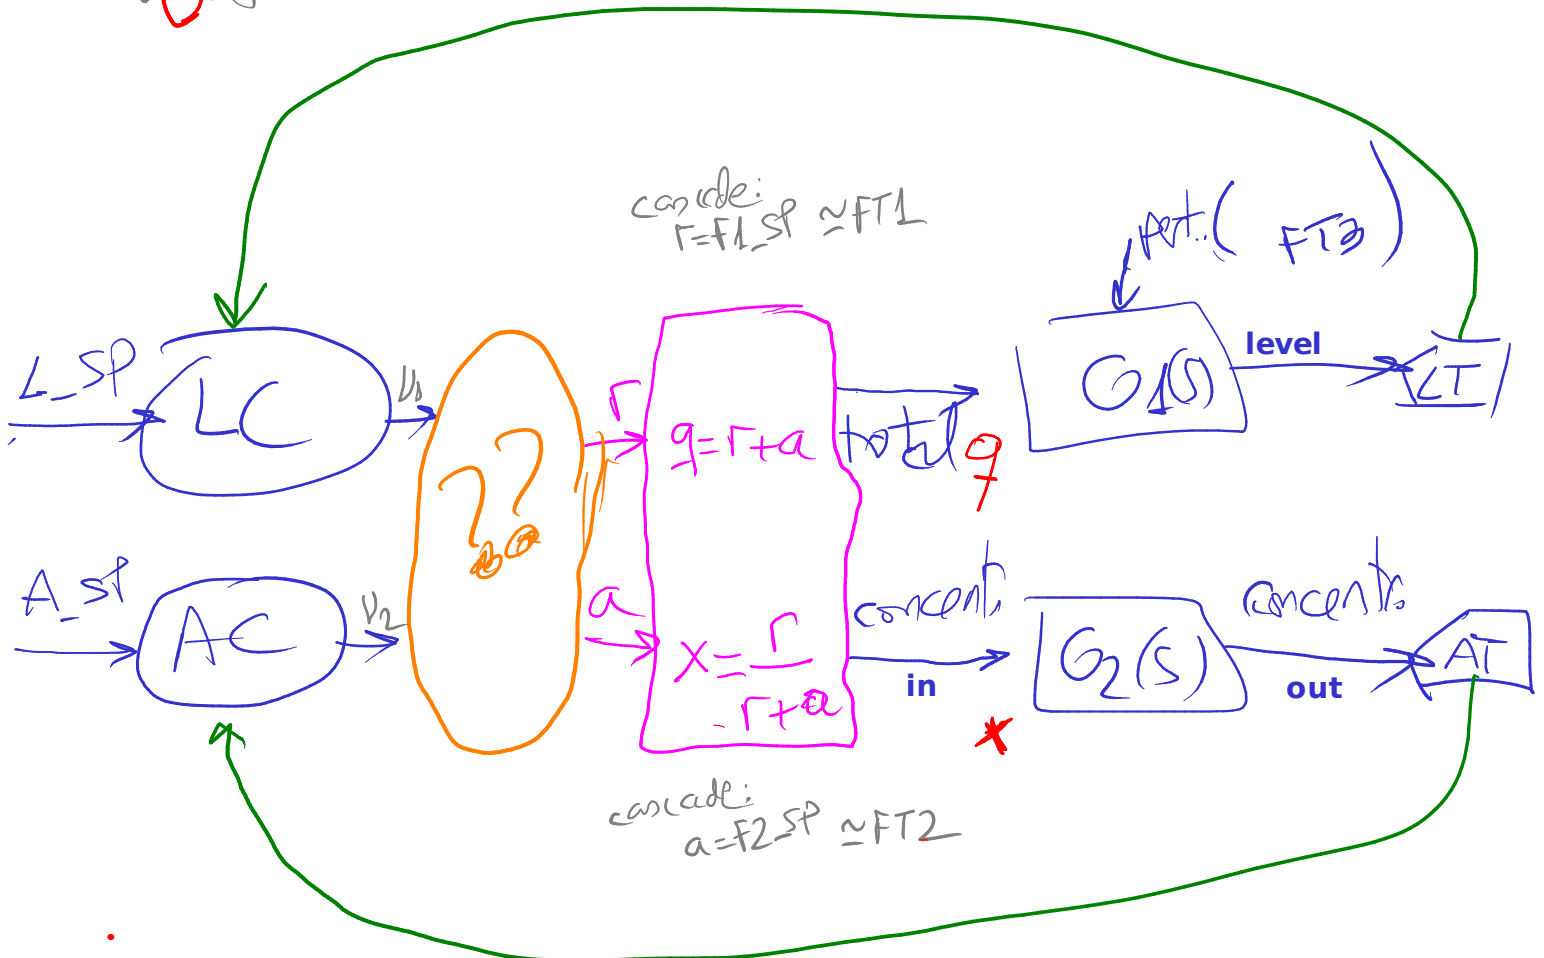 cascade:
r=F1_SP ≃FT1
pert.( FT3 )
L_SP
LC
V1
r
q=r+a
total q
G1(s)
level
LT
??
A_SP
AC
V2
a
x=r/(r+a)
concentr.
in
G2(s)
concentr.
out
AT
cascade:
a=F2_SP ≃FT2